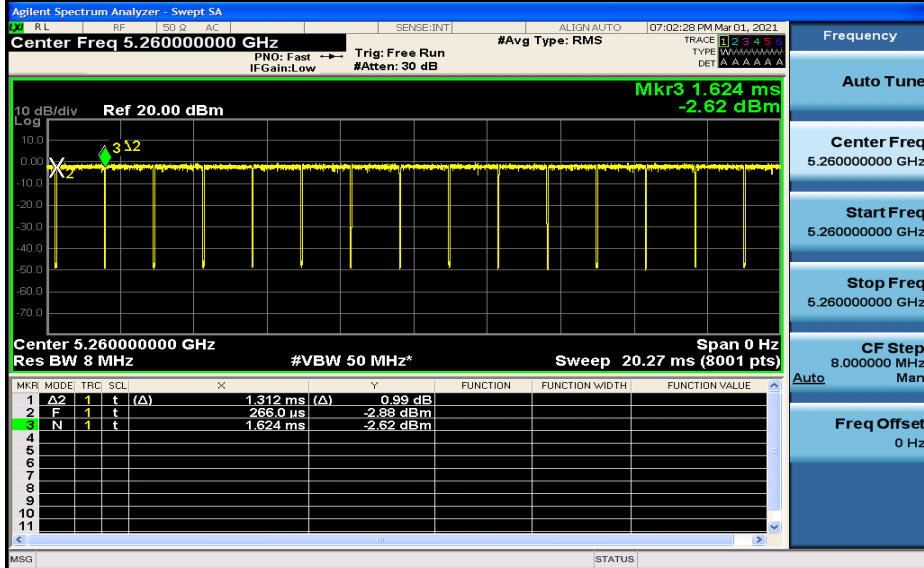 Agilent Spectrum Analyzer - Swept SA
LXI RL RF 50 Ω AC SENSE:INT ALIGN AUTO 07:02:28 PM Mar 01, 2021
Center Freq 5.260000000 GHz
PNO: Fast
IFGain:Low
Trig: Free Run
#Atten: 30 dB
#Avg Type: RMS
TRACE 1 2 3 4 5 6
TYPE WWWWWW
DET A A A A A A
Mkr3 1.624 ms
-2.62 dBm
10 dB/div Ref 20.00 dBm
Log
10.0
0.00
-10.0
-20.0
-30.0
-40.0
-50.0
-60.0
-70.0
2
3 Δ2
Center 5.260000000 GHz Span 0 Hz
Res BW 8 MHz #VBW 50 MHz* Sweep 20.27 ms (8001 pts)
MKR MODE TRC SCL X Y FUNCTION FUNCTION WIDTH FUNCTION VALUE
1 Δ2 1 t (Δ) 1.312 ms (Δ) 0.99 dB
2 F 1 t 266.0 µs -2.88 dBm
3 N 1 t 1.624 ms -2.62 dBm
4
5
6
7
8
9
10
11
MSG STATUS
Frequency
Auto Tune
Center Freq
5.260000000 GHz
Start Freq
5.260000000 GHz
Stop Freq
5.260000000 GHz
CF Step
8.000000 MHz
Auto Man
Freq Offset
0 Hz